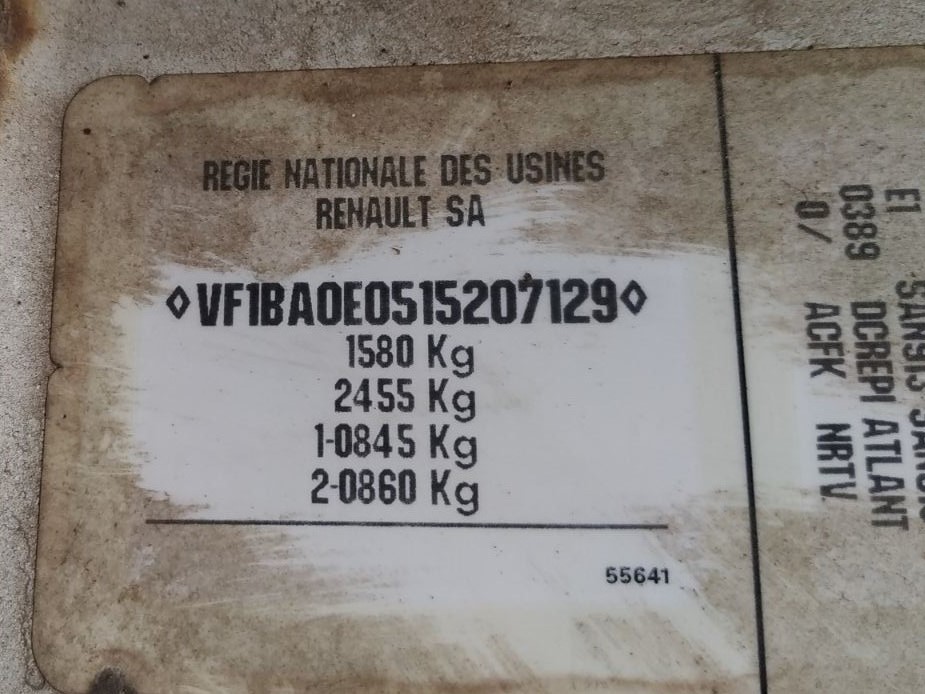 REGIE NATIONALE DES USINES
RENAULT SA
◊VF1BA0E0515207129◊
1580 Kg
2455 Kg
1-0845 Kg
2-0860 Kg
55641
0389 DCREPI ATLANT
0/ ACFK NRTV